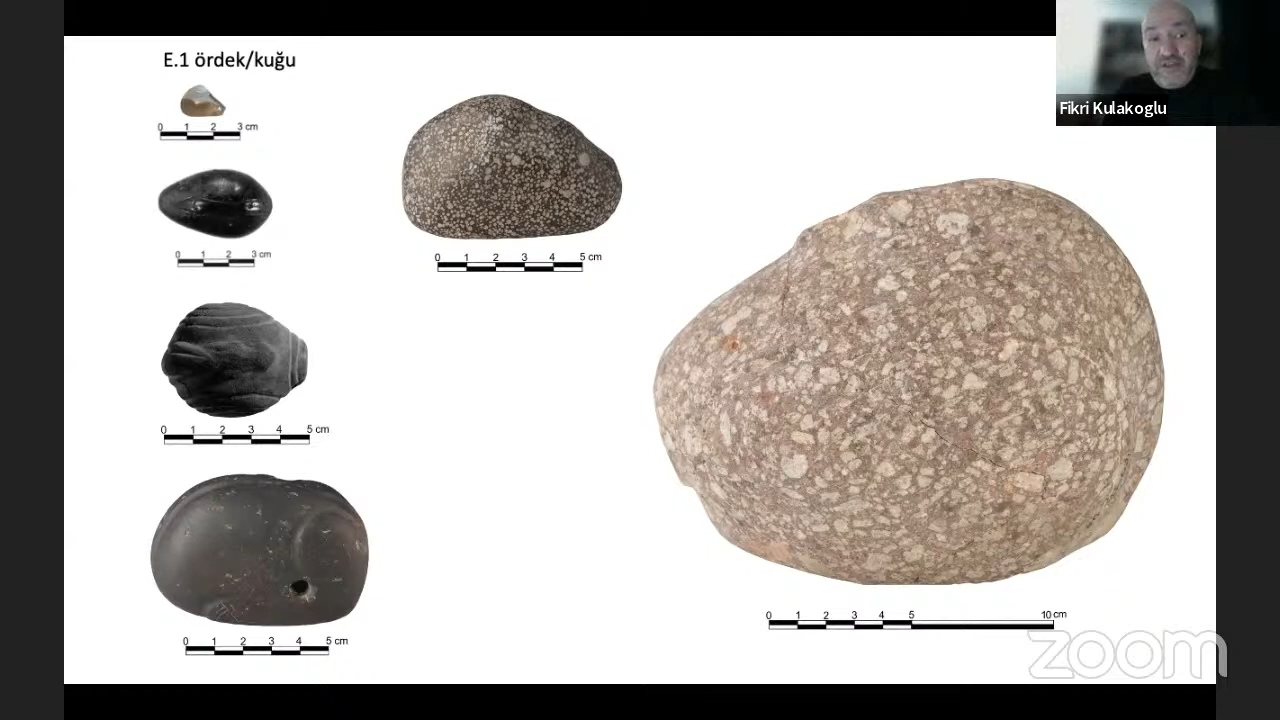 E.1 ördek/kuğu
Fikri Kulakoglu
0 1 2 3 cm
0 1 2 3 cm
0 1 2 3 4 5 cm
0 1 2 3 4 5 cm
0 1 2 3 4 5 cm
0 1 2 3 4 5 10 cm
zoom